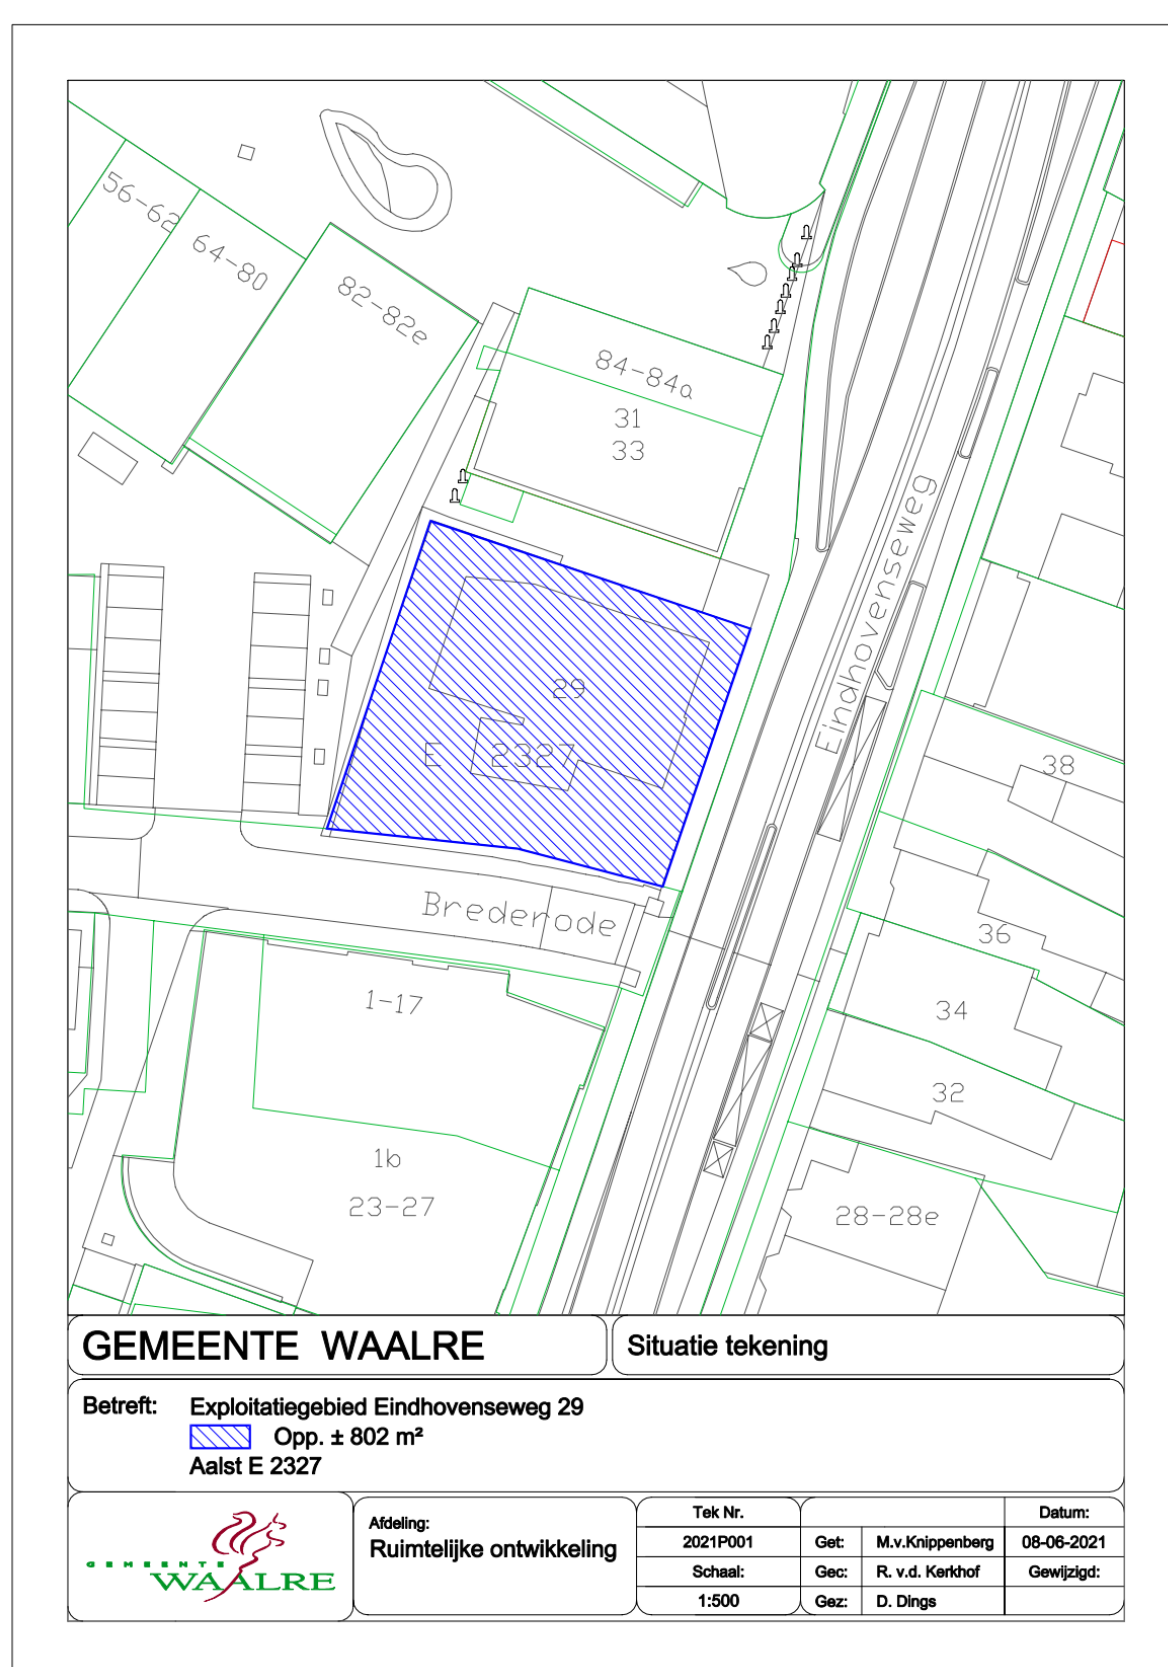 56-62
64-80
82-82e
84-84a
31
33
Eindhovenseweg
29
E 2327
38
Brederode
36
1-17
34
32
1b
23-27
28-28e
GEMEENTE WAALRE
Situatie tekening
Betreft: Exploitatiegebied Eindhovenseweg 29
Opp. ± 802 m²
Aalst E 2327
GEMEENTE
WAALRE
Afdeling:
Ruimtelijke ontwikkeling
Tek Nr.
2021P001
Schaal:
1:500
Get: M.v.Knippenberg
Gec: R. v.d. Kerkhof
Gez: D. Dings
Datum:
08-06-2021
Gewijzigd: